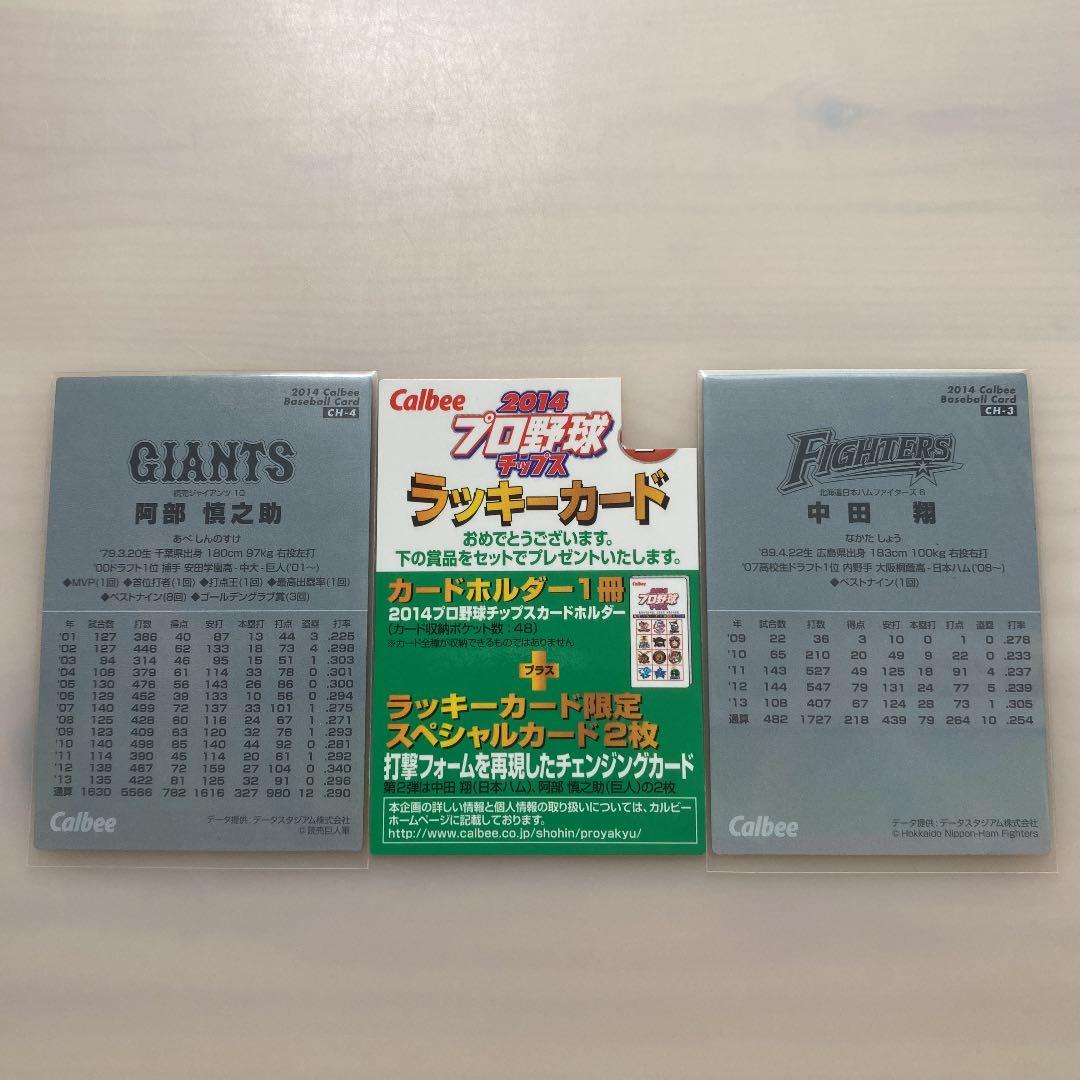 2014 Calbee
Baseball Card
CH-4
GIANTS
読売ジャイアンツ 10
阿部 慎之助
あべ しんのすけ
'79.3.20生 千葉県出身 180cm 97kg 右投左打
'00ドラフト1位 捕手 安田学園高-中大-巨人('01〜)
◆MVP(1回) ◆首位打者(1回) ◆打点王(1回) ◆最高出塁率(1回)
◆ベストナイン(8回) ◆ゴールデングラブ賞(3回)
年 試合数 打数 得点 安打 本塁打 打点 盗塁 打率
'01 127 386 40 87 13 44 3 .225
'02 127 446 62 133 18 73 4 .298
'03 94 314 46 95 15 51 1 .303
'04 108 379 61 114 33 78 0 .301
'05 130 476 56 143 26 86 0 .300
'06 129 452 39 133 10 56 0 .294
'07 140 499 72 137 33 101 1 .275
'08 125 428 60 116 24 67 1 .271
'09 123 409 63 120 32 76 1 .293
'10 140 498 85 140 44 92 0 .281
'11 114 390 45 114 20 61 1 .292
'12 138 467 72 159 27 104 0 .340
'13 135 422 81 125 32 91 0 .296
通算 1630 5566 782 1616 327 980 12 .290
Calbee
データ提供:データスタジアム株式会社
© 読売巨人軍
Calbee
2014
プロ野球
チップス
ラッキーカード
おめでとうございます。
下の賞品をセットでプレゼントいたします。
カードホルダー1冊
2014プロ野球チップスカードホルダー
(カード収納ポケット数:48)
※カード全種が収納できるものではありません
Calbee
プロ野球
プラス
ラッキーカード限定
スペシャルカード2枚
打撃フォームを再現したチェンジングカード
第2弾は中田 翔(日本ハム)、阿部 慎之助(巨人)の2枚
本企画の詳しい情報と個人情報の取り扱いについては、カルビー
ホームページに記載しております。
http://www.calbee.co.jp/shohin/proyakyu/
2014 Calbee
Baseball Card
CH-3
FIGHTERS
北海道日本ハムファイターズ 6
中田 翔
なかた しょう
'89.4.22生 広島県出身 183cm 100kg 右投右打
'07高校生ドラフト1位 内野手 大阪桐蔭高-日本ハム('08〜)
◆ベストナイン(1回)
年 試合数 打数 得点 安打 本塁打 打点 盗塁 打率
'09 22 36 3 10 0 1 0 .278
'10 65 210 20 49 9 22 0 .233
'11 143 527 49 125 18 91 4 .237
'12 144 547 79 131 24 77 5 .239
'13 108 407 67 124 28 73 1 .305
通算 482 1727 218 439 79 264 10 .254
Calbee
データ提供:データスタジアム株式会社
© Hokkaido Nippon-Ham Fighters